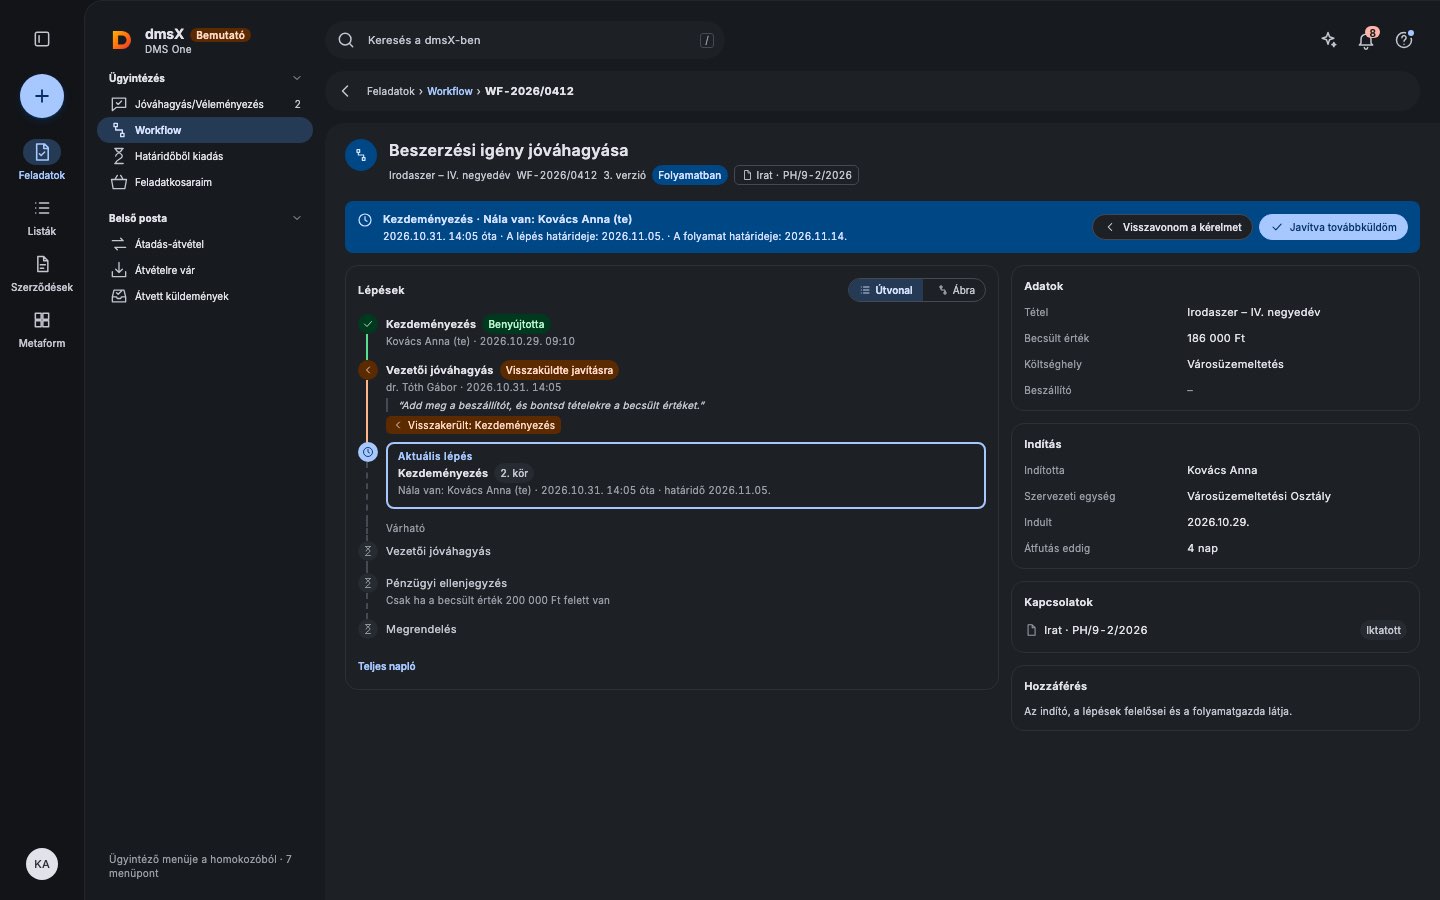 dmsX Bemutató
DMS One
Keresés a dmsX-ben /
8
Ügyintézés
Jóváhagyás/Véleményezés 2
Workflow
Határidőből kiadás
Feladatkosaraim
Belső posta
Átadás-átvétel
Átvételre vár
Átvett küldemények
Feladatok
Listák
Szerződések
Metaform
KA
Ügyintéző menüje a homokozóból · 7
menüpont
Feladatok › Workflow › WF-2026/0412
Beszerzési igény jóváhagyása
Irodaszer – IV. negyedév WF-2026/0412 3. verzió Folyamatban Irat · PH/9-2/2026
Kezdeményezés · Nála van: Kovács Anna (te)
2026.10.31. 14:05 óta · A lépés határideje: 2026.11.05. · A folyamat határideje: 2026.11.14.
Visszavonom a kérelmet
Javítva továbbküldöm
Lépések
Útvonal
Ábra
Kezdeményezés Benyújtotta
Kovács Anna (te) · 2026.10.29. 09:10
Vezetői jóváhagyás Visszaküldte javításra
dr. Tóth Gábor · 2026.10.31. 14:05
"Add meg a beszállítót, és bontsd tételekre a becsült értéket."
Visszakerült: Kezdeményezés
Aktuális lépés
Kezdeményezés 2. kör
Nála van: Kovács Anna (te) · 2026.10.31. 14:05 óta · határidő 2026.11.05.
Várható
Vezetői jóváhagyás
Pénzügyi ellenjegyzés
Csak ha a becsült érték 200 000 Ft felett van
Megrendelés
Teljes napló
Adatok
Tétel Irodaszer – IV. negyedév
Becsült érték 186 000 Ft
Költséghely Városüzemeltetés
Beszállító –
Indítás
Indította Kovács Anna
Szervezeti egység Városüzemeltetési Osztály
Indult 2026.10.29.
Átfutás eddig 4 nap
Kapcsolatok
Irat · PH/9-2/2026 Iktatott
Hozzáférés
Az indító, a lépések felelősei és a folyamatgazda látja.